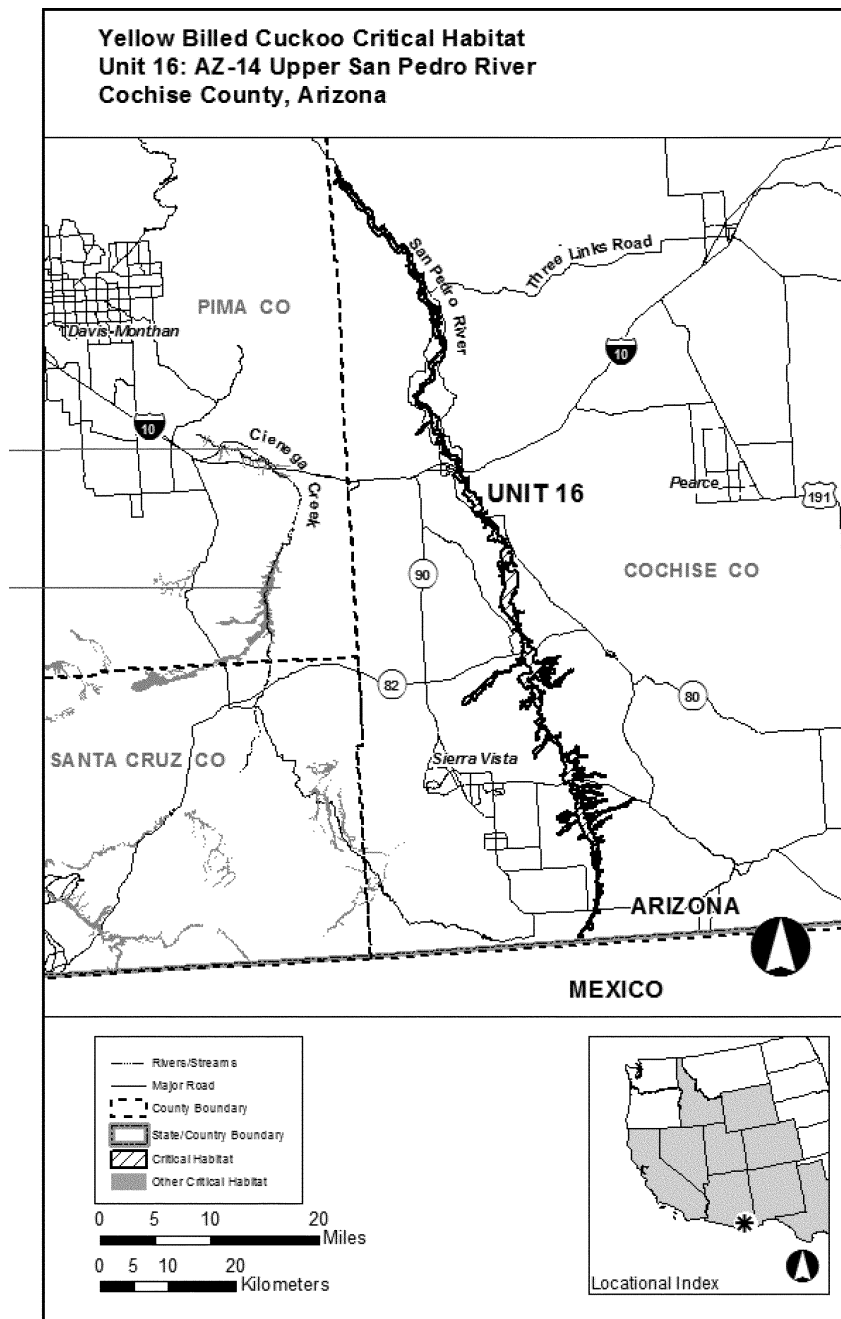 Yellow Billed Cuckoo Critical Habitat
Unit 16: AZ-14 Upper San Pedro River
Cochise County, Arizona
San Pedro River
Three Links Road
PIMA CO
Davis-Monthan
10
10
Cienega Creek
UNIT 16
Pearce
191
90
COCHISE CO
82
80
SANTA CRUZ CO
Sierra Vista
ARIZONA
MEXICO
Rivers/Streams
Major Road
County Boundary
State/Country Boundary
Critical Habitat
Other Critical Habitat
0 5 10 20
Miles
0 5 10 20
Kilometers
Locational Index